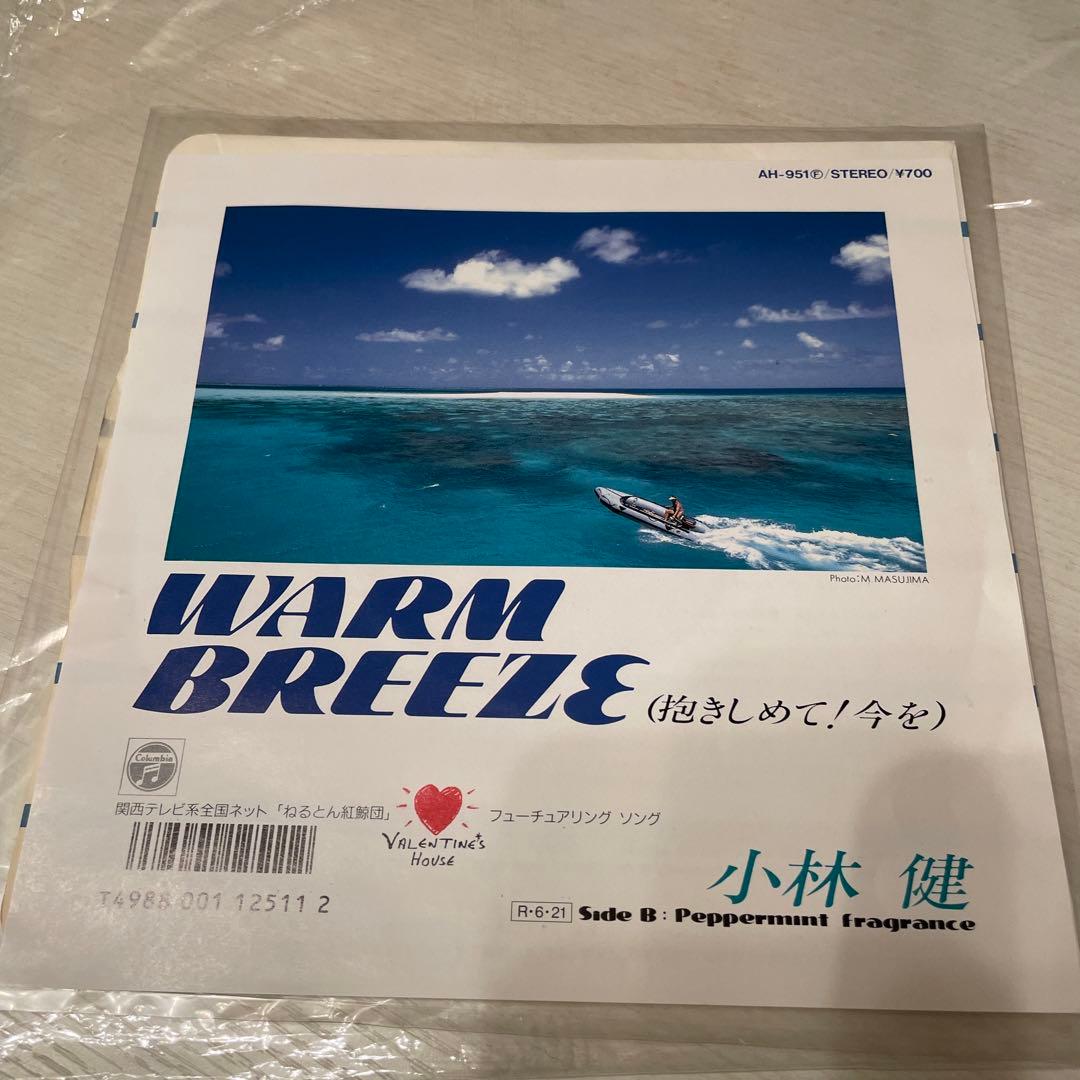 AH-951Ⓕ/STEREO/¥700
Photo:M MASUJIMA
WARM
BREEZE (抱きしめて!今を)
Columbia
関西テレビ系全国ネット「ねるとん紅鯨団」
VALENTINE'S
HOUSE
フューチュアリング ソング
T4988 001 12511 2
小林 健
R・6・21 Side B : Peppermint fragrance